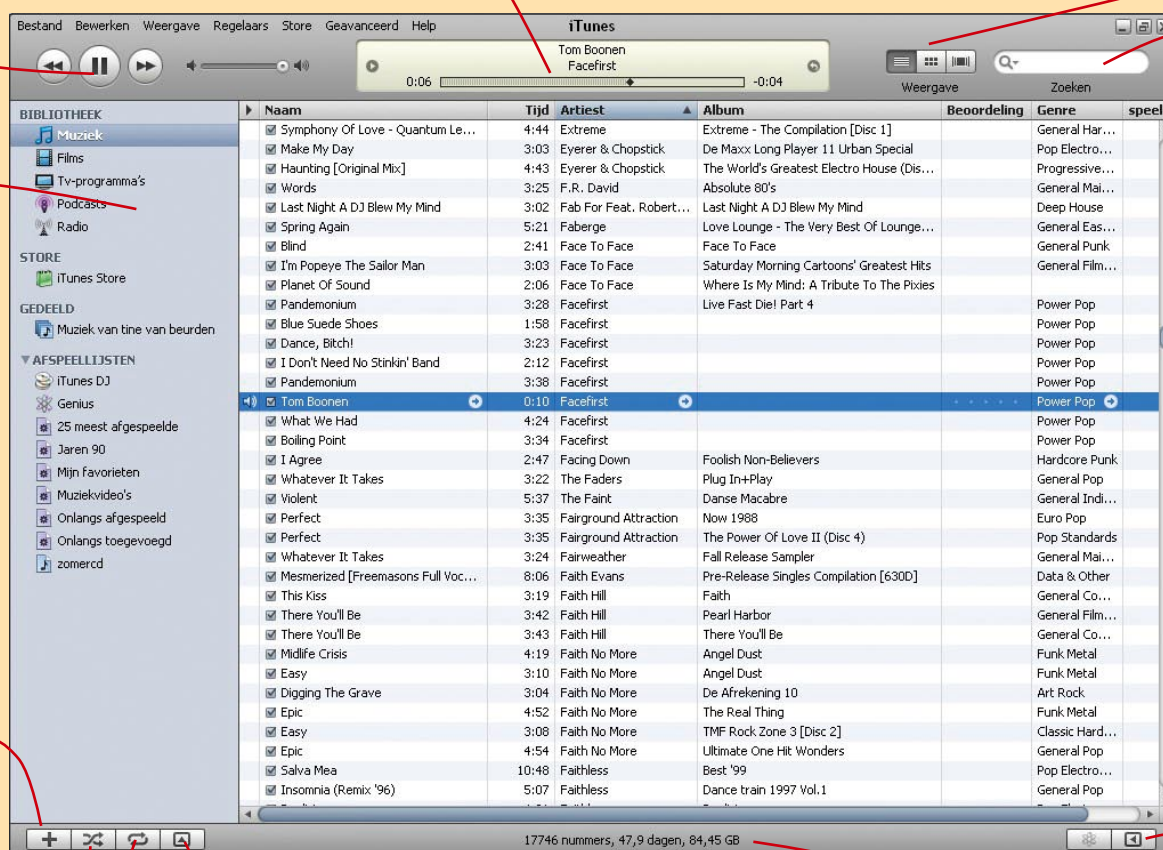 Bestand Bewerken Weergave Regelaars Store Geavanceerd Help iTunes
Tom Boonen
Facefirst
0:06 -0:04
Weergave Zoeken
BIBLIOTHEEK
Muziek
Films
Tv-programma's
Podcasts
Radio
STORE
iTunes Store
GEDEELD
Muziek van tine van beurden
AFSPEELLIJSTEN
iTunes DJ
Genius
25 meest afgespeelde
Jaren 90
Mijn favorieten
Muziekvideo's
Onlangs afgespeeld
Onlangs toegevoegd
zomercd
Naam Tijd Artiest Album Beoordeling Genre speel
Symphony Of Love - Quantum Le... 4:44 Extreme Extreme - The Compilation [Disc 1] General Har...
Make My Day 3:03 Eyerer & Chopstick De Maxx Long Player 11 Urban Special Pop Electro...
Haunting [Original Mix] 4:43 Eyerer & Chopstick The World's Greatest Electro House (Dis... Progressive...
Words 3:25 F.R. David Absolute 80's General Mai...
Last Night A DJ Blew My Mind 3:02 Fab For Feat. Robert... Last Night A DJ Blew My Mind Deep House
Spring Again 5:21 Faberge Love Lounge - The Very Best Of Lounge... General Eas...
Blind 2:41 Face To Face Face To Face General Punk
I'm Popeye The Sailor Man 3:03 Face To Face Saturday Morning Cartoons' Greatest Hits General Film...
Planet Of Sound 2:06 Face To Face Where Is My Mind: A Tribute To The Pixies
Pandemonium 3:28 Facefirst Live Fast Die! Part 4 Power Pop
Blue Suede Shoes 1:58 Facefirst Power Pop
Dance, Bitch! 3:23 Facefirst Power Pop
I Don't Need No Stinkin' Band 2:12 Facefirst Power Pop
Pandemonium 3:38 Facefirst Power Pop
Tom Boonen 0:10 Facefirst Power Pop
What We Had 4:24 Facefirst Power Pop
Boiling Point 3:34 Facefirst Power Pop
I Agree 2:47 Facing Down Foolish Non-Believers Hardcore Punk
Whatever It Takes 3:22 The Faders Plug In+Play General Pop
Violent 5:37 The Faint Danse Macabre General Indi...
Perfect 3:35 Fairground Attraction Now 1988 Euro Pop
Perfect 3:35 Fairground Attraction The Power Of Love II (Disc 4) Pop Standards
Whatever It Takes 3:24 Fairweather Fall Release Sampler General Mai...
Mesmerized [Freemasons Full Voc... 8:06 Faith Evans Pre-Release Singles Compilation [630D] Data & Other
This Kiss 3:19 Faith Hill Faith General Co...
There You'll Be 3:42 Faith Hill Pearl Harbor General Film...
There You'll Be 3:43 Faith Hill There You'll Be General Co...
Midlife Crisis 4:19 Faith No More Angel Dust Funk Metal
Easy 3:10 Faith No More Angel Dust Funk Metal
Digging The Grave 3:04 Faith No More De Afrekening 10 Art Rock
Epic 4:52 Faith No More The Real Thing Funk Metal
Easy 3:08 Faith No More TMF Rock Zone 3 [Disc 2] Classic Hard...
Epic 4:54 Faith No More Ultimate One Hit Wonders General Pop
Salva Mea 10:48 Faithless Best '99 Pop Electro...
Insomnia (Remix '96) 5:07 Faithless Dance train 1997 Vol.1 General Pop
17746 nummers, 47,9 dagen, 84,45 GB